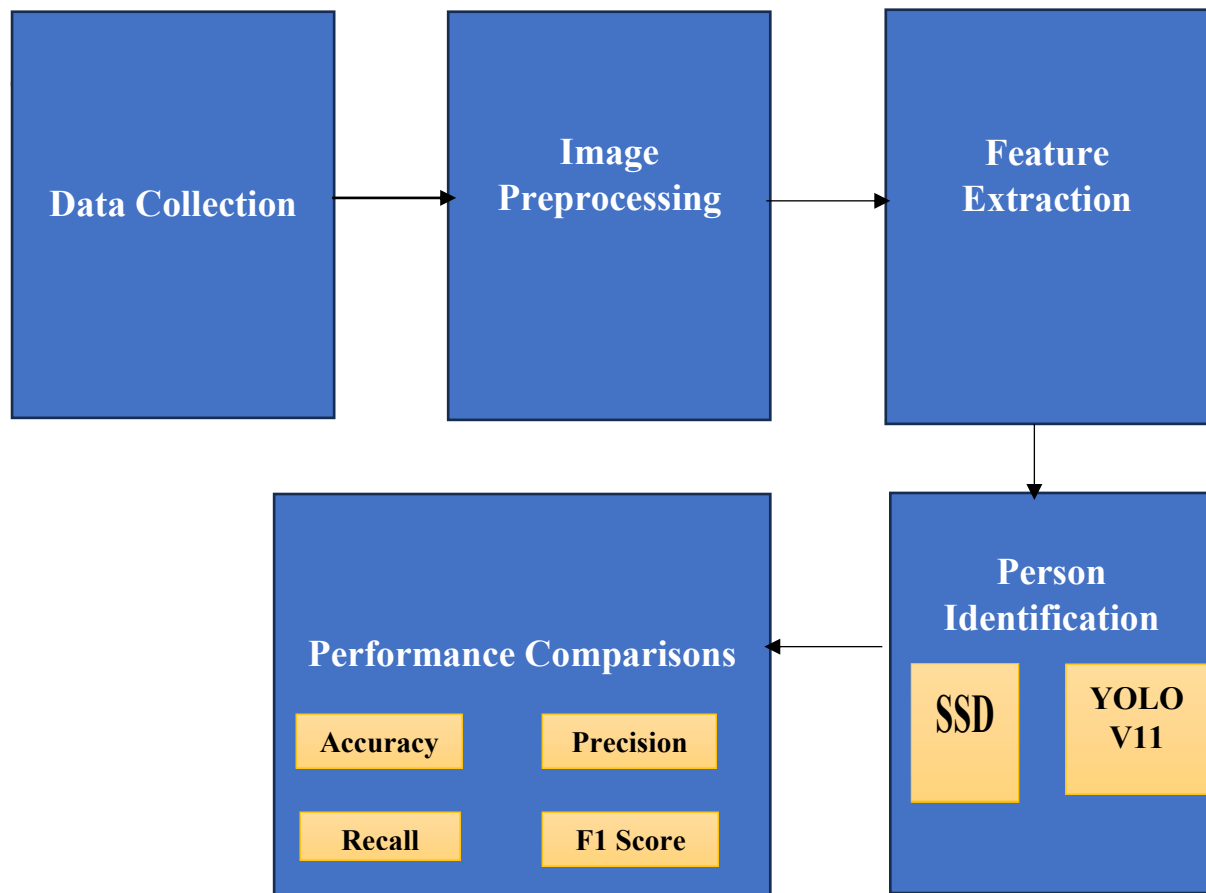 Data Collection
Image
Preprocessing
Feature
Extraction
Person
Identification
SSD
YOLO
V11
Performance Comparisons
Accuracy
Precision
Recall
F1 Score